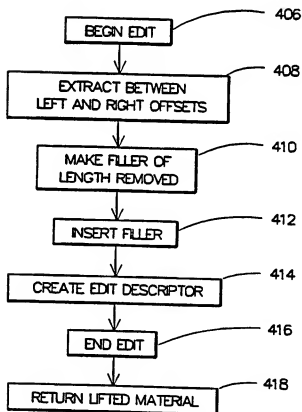 406
BEGIN EDIT
408
EXTRACT BETWEEN
LEFT AND RIGHT OFFSETS
410
MAKE FILLER OF
LENGTH REMOVED
412
INSERT FILLER
414
CREATE EDIT DESCRIPTOR
416
END EDIT
418
RETURN LIFTED MATERIAL